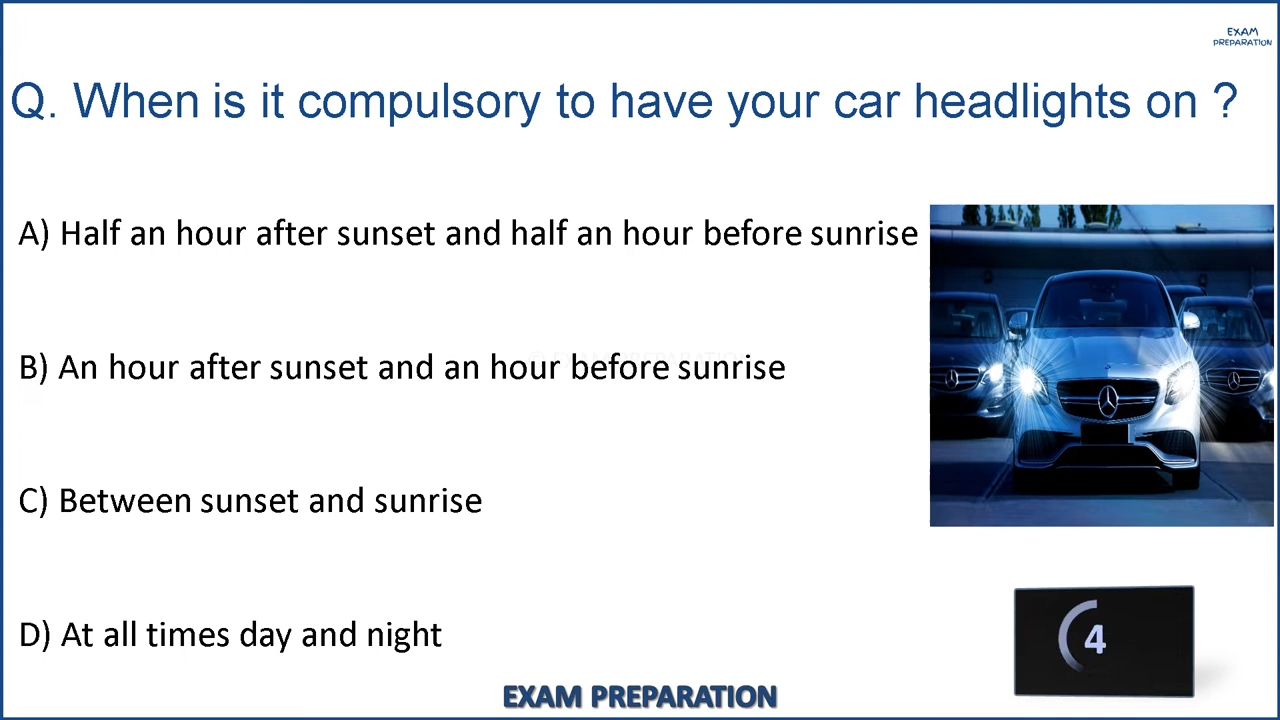 EXAM
PREPARATION
Q. When is it compulsory to have your car headlights on ?
A) Half an hour after sunset and half an hour before sunrise
B) An hour after sunset and an hour before sunrise
© EXAM PREPARATION
C) Between sunset and sunrise
D) At all times day and night
4
EXAM PREPARATION